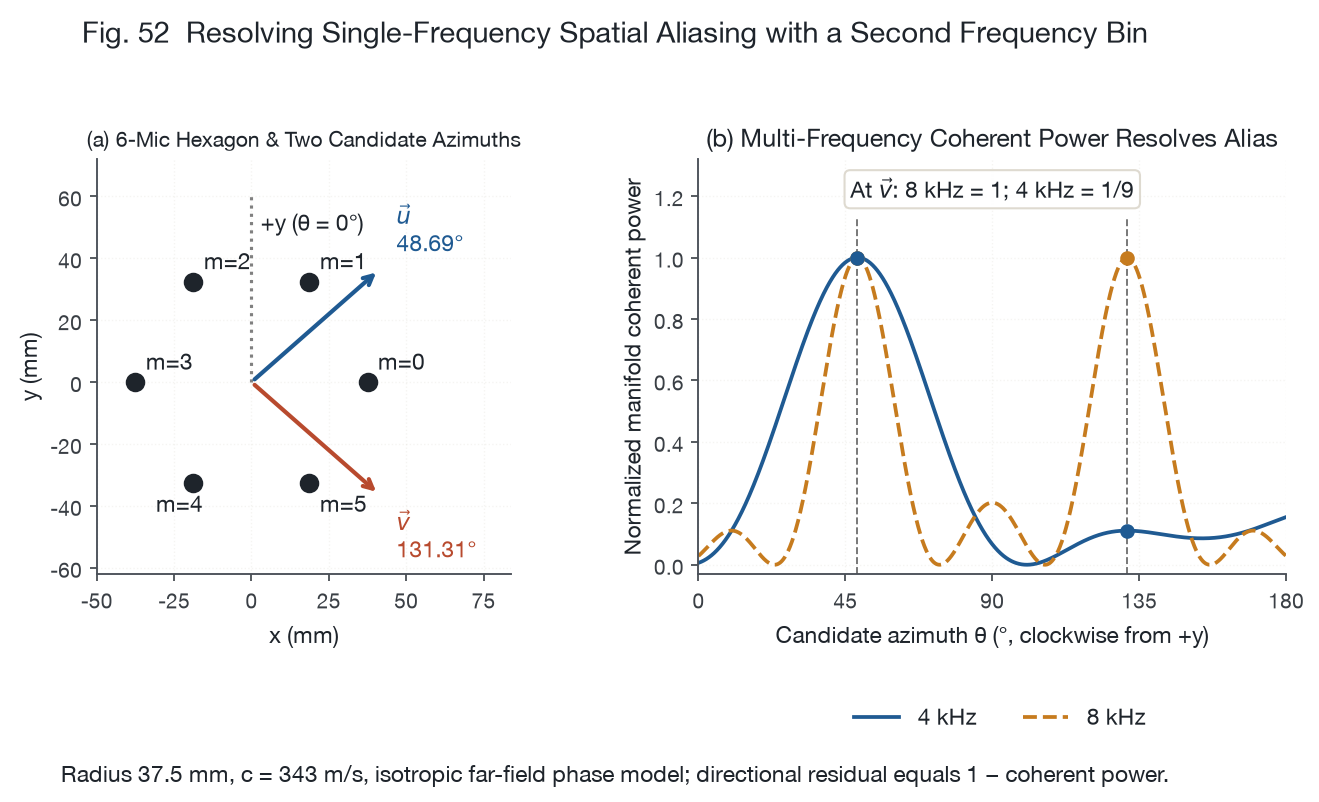 Fig. 52  Resolving Single-Frequency Spatial Aliasing with a Second Frequency Bin
(a) 6-Mic Hexagon & Two Candidate Azimuths
y (mm)
60
40
20
0
-20
-40
-60
+y (θ = 0°)
u⃗
48.69°
m=2
m=1
m=3
m=0
m=4
m=5
v⃗
131.31°
-50
-25
0
25
50
75
x (mm)
(b) Multi-Frequency Coherent Power Resolves Alias
Normalized manifold coherent power
1.2
1.0
0.8
0.6
0.4
0.2
0.0
At v⃗: 8 kHz = 1; 4 kHz = 1/9
0
45
90
135
180
Candidate azimuth θ (°, clockwise from +y)
4 kHz
8 kHz
Radius 37.5 mm, c = 343 m/s, isotropic far-field phase model; directional residual equals 1 − coherent power.